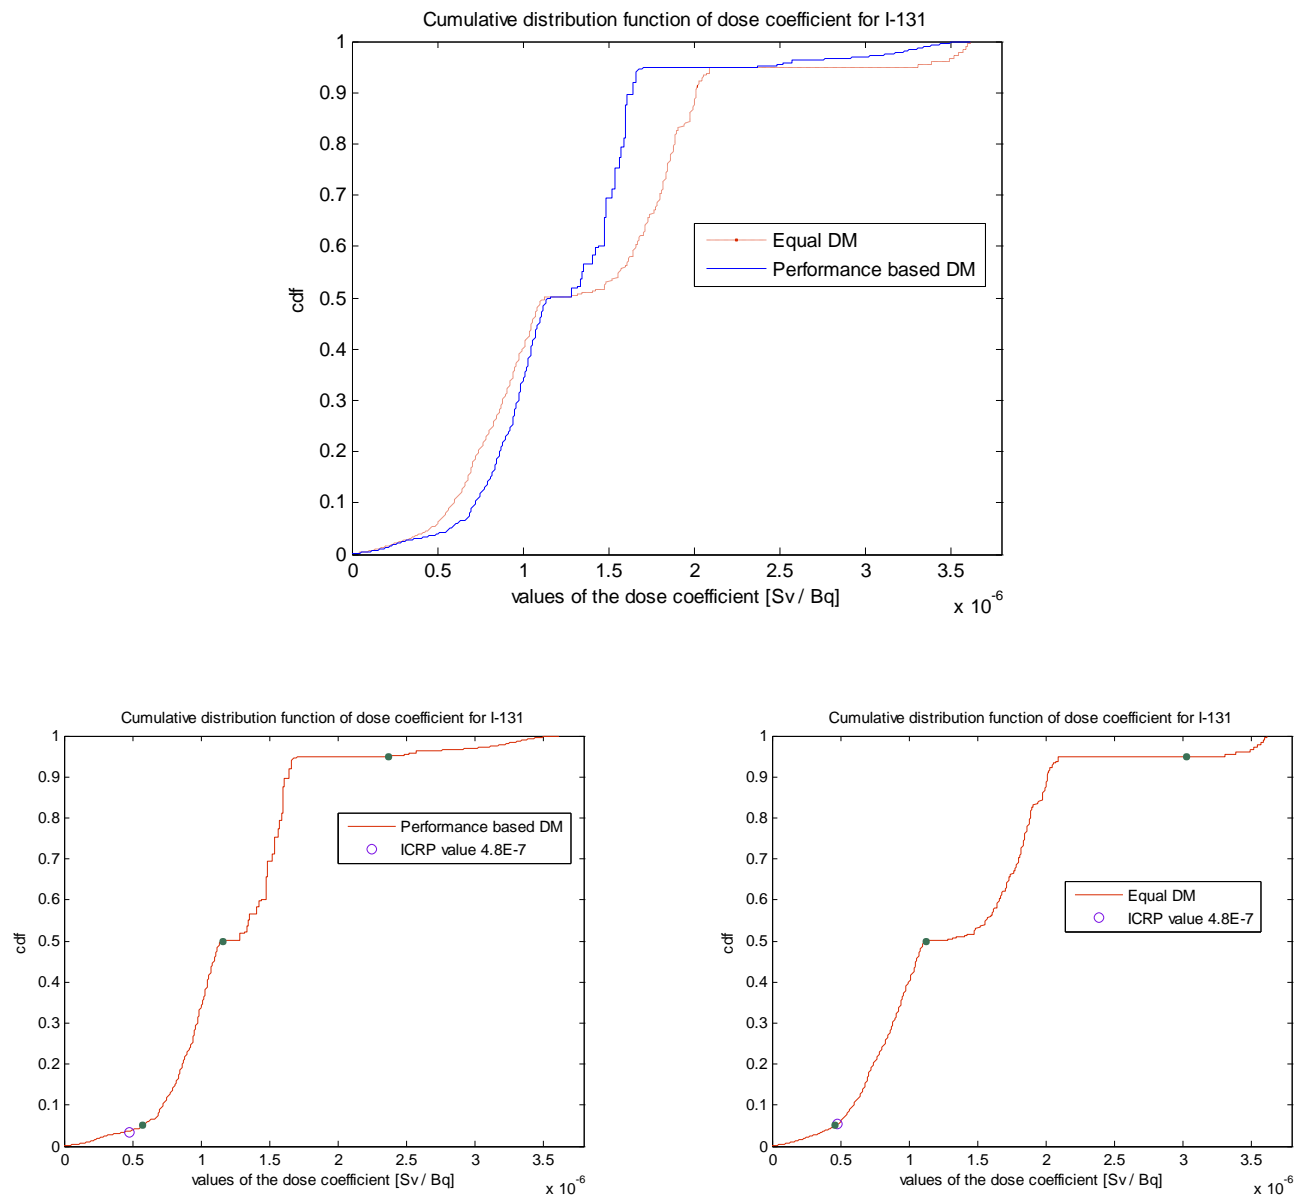 Cumulative distribution function of dose coefficient for I-131
1
0.9
0.8
0.7
0.6
0.5
0.4
0.3
0.2
0.1
0
cdf
Equal DM
Performance based DM
0 0.5 1 1.5 2 2.5 3 3.5
values of the dose coefficient [Sv / Bq]
x 10-6
Cumulative distribution function of dose coefficient for I-131
1
0.9
0.8
0.7
0.6
0.5
0.4
0.3
0.2
0.1
0
cdf
Performance based DM
ICRP value 4.8E-7
0 0.5 1 1.5 2 2.5 3 3.5
values of the dose coefficient [Sv / Bq]
x 10-6
Cumulative distribution function of dose coefficient for I-131
1
0.9
0.8
0.7
0.6
0.5
0.4
0.3
0.2
0.1
0
cdf
Equal DM
ICRP value 4.8E-7
0 0.5 1 1.5 2 2.5 3 3.5
values of the dose coefficient [Sv / Bq]
x 10-6